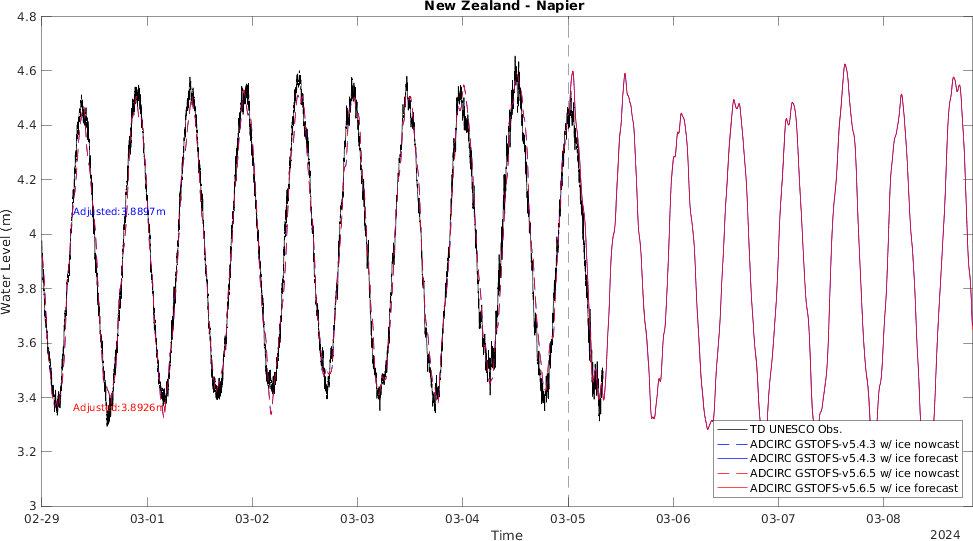 New Zealand - Napier
4.8
4.6
4.4
4.2
4
3.8
3.6
3.4
3.2
3
Water Level (m)
Adjusted:3.8897m
Adjusted:3.8926m
TD UNESCO Obs.
ADCIRC GSTOFS-v5.4.3 w/ ice nowcast
ADCIRC GSTOFS-v5.4.3 w/ ice forecast
ADCIRC GSTOFS-v5.6.5 w/ ice nowcast
ADCIRC GSTOFS-v5.6.5 w/ ice forecast
02-29 03-01 03-02 03-03 03-04 03-05 03-06 03-07 03-08
Time
2024